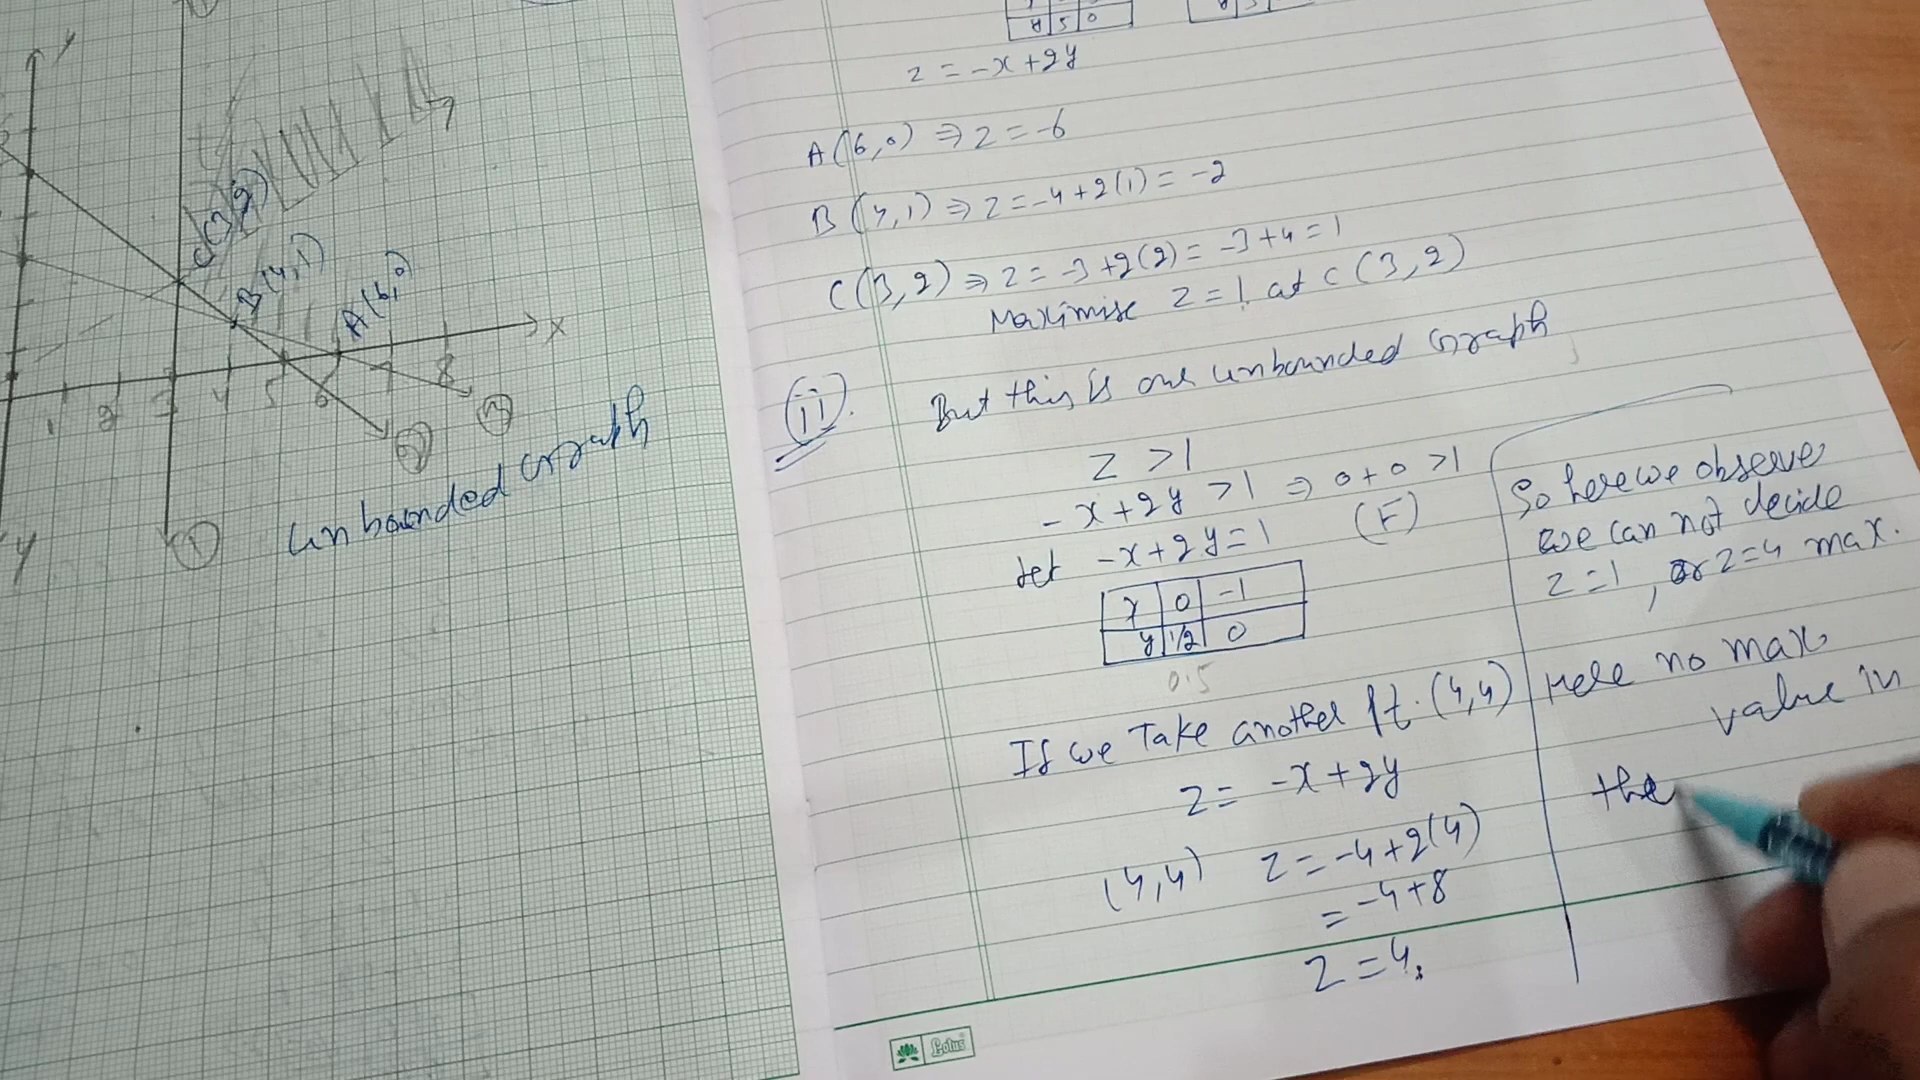 y
C(3,2)
B(4,1)
A(6,0)
X
1 2 3 4 5 6 7 8
3
2
1
y
unbounded Graph
y 5 0
z = -x + 2y
A(6,0) ⇒ z = -6
B(4,1) ⇒ z = -4 + 2(1) = -2
C(3,2) ⇒ z = -3 + 2(2) = -3 + 4 = 1
Maximise z = 1 at C(3,2)
(ii). But this is one unbounded Graph
z > 1
-x + 2y > 1 ⇒ 0 + 0 > 1
(F)
let -x + 2y = 1
x 0 -1
y 1/2 0
0.5
If we Take another pt. (4,4)
z = -x + 2y
(4,4) z = -4 + 2(4)
= -4 + 8
z = 4.
So here we observe
we can not decide
z = 1, or z = 4 max.
Here no max
value in
the
Lotus